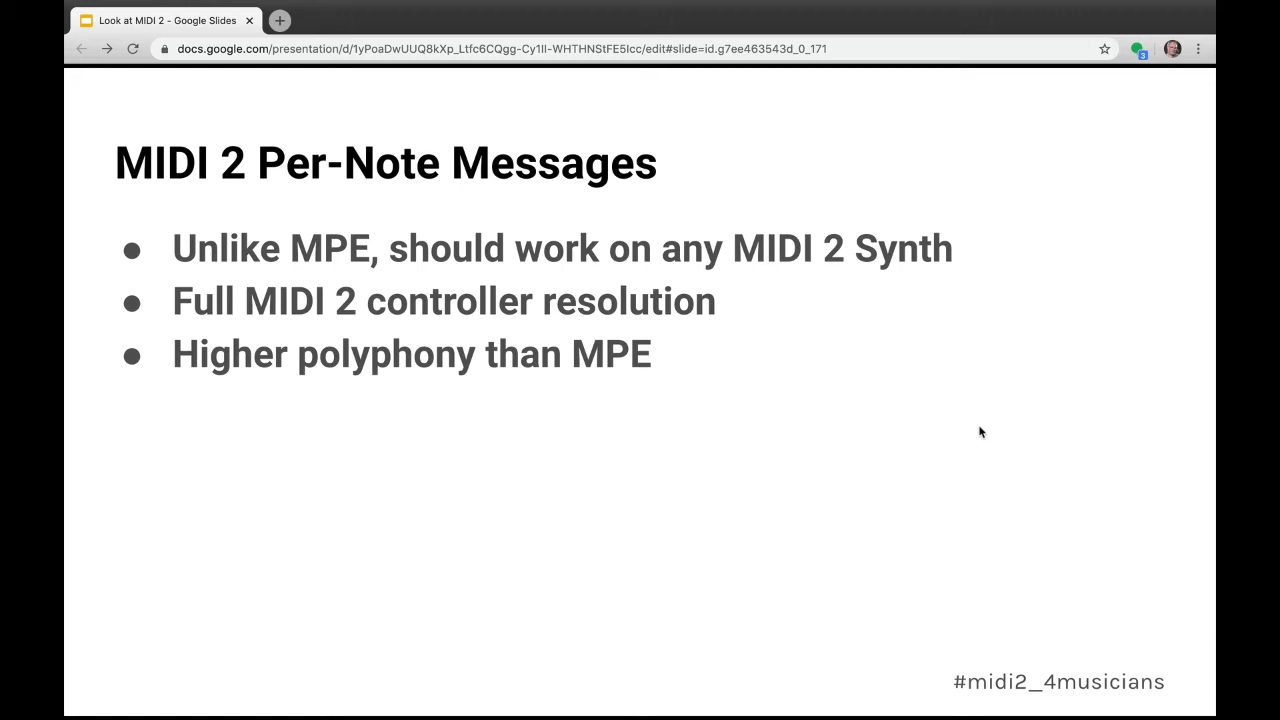 Look at MIDI 2 - Google Slides
docs.google.com/presentation/d/1yPoaDwUUQ8kXp_Ltfc6CQgg-Cy1lI-WHTHNStFE5Icc/edit#slide=id.g7ee463543d_0_171
3
MIDI 2 Per-Note Messages
● Unlike MPE, should work on any MIDI 2 Synth
● Full MIDI 2 controller resolution
● Higher polyphony than MPE
#midi2_4musicians